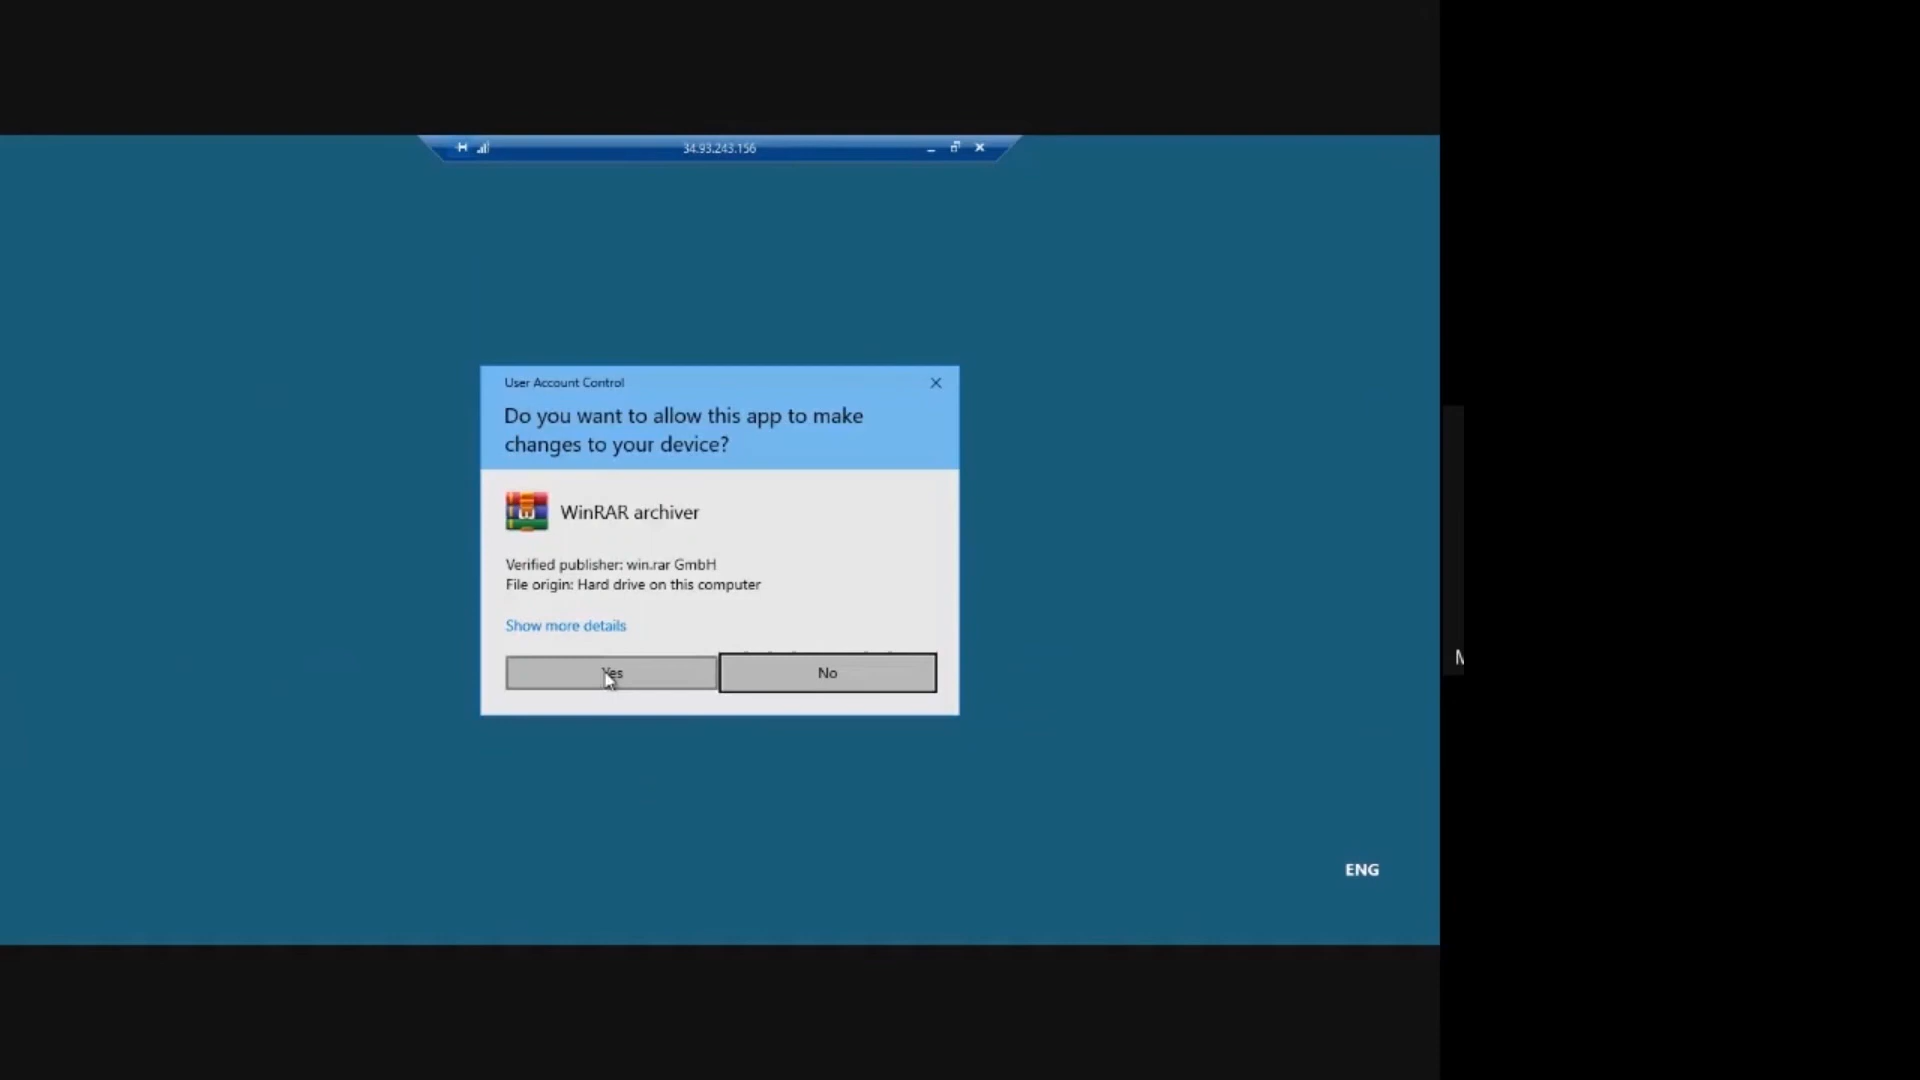 34.93.243.156
User Account Control
Do you want to allow this app to make
changes to your device?
WinRAR archiver
Verified publisher: win.rar GmbH
File origin: Hard drive on this computer
Show more details
Yes
No
ENG